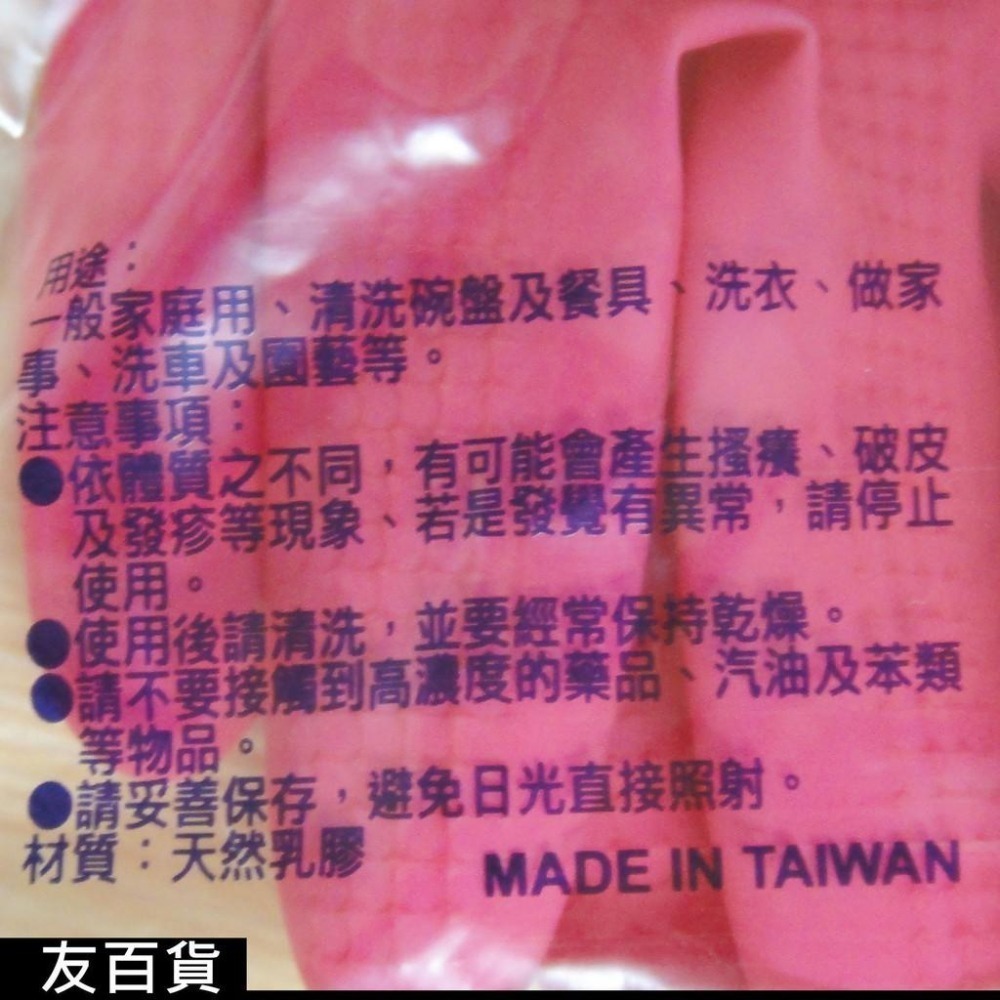 用途：
一般家庭用、清洗碗盤及餐具、洗衣、做家
事、洗車及園藝等。
注意事項：
●依體質之不同，有可能會產生搔癢、破皮
及發疹等現象、若是發覺有異常，請停止
使用。
●使用後請清洗，並要經常保持乾燥。
●請不要接觸到高濃度的藥品、汽油及苯類
等物品。
●請妥善保存，避免日光直接照射。
材質：天然乳膠
MADE IN TAIWAN
友百貨